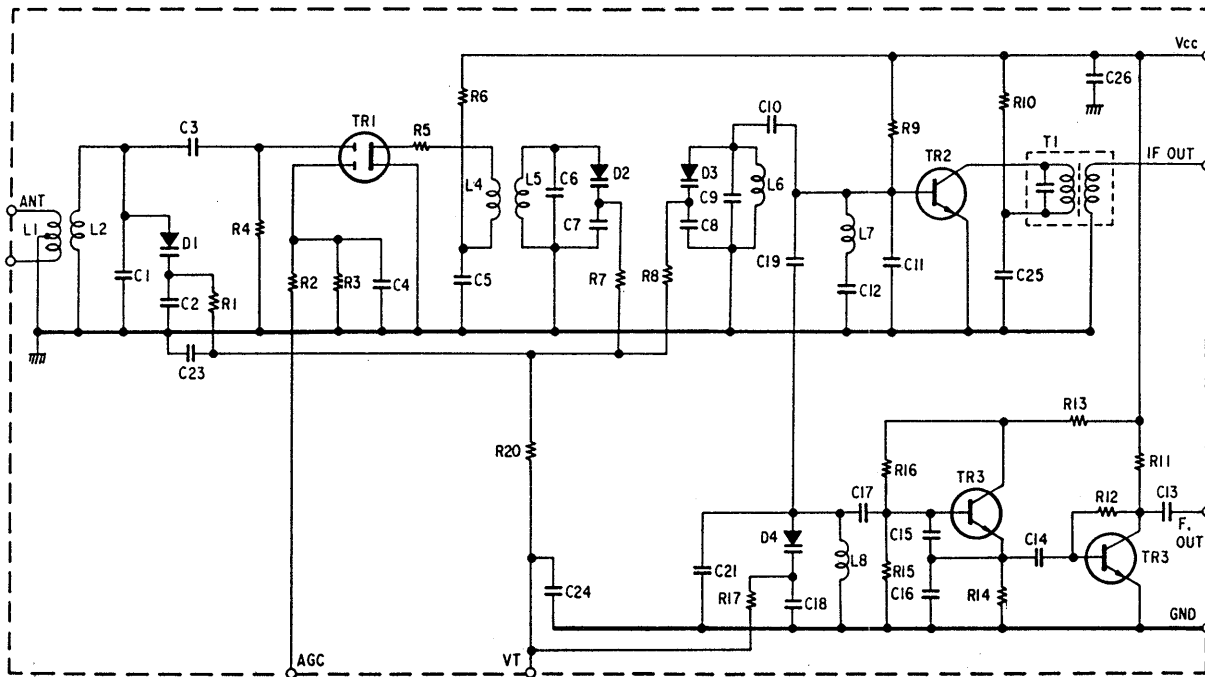 Vcc
C26
R6
C10
R10
R9
C3
TR1
R5
TR2
T1
IF OUT
D2
D3
L4
L5
C6
C9
L6
ANT
L1
L2
R4
D1
C7
C8
L7
C1
R2
R3
C4
C5
R7
R8
C19
C11
C25
C2
R1
C12
C23
R13
R20
R16
R11
TR3
C17
R12
C13
D4
C15
C14
F. OUT
C21
L8
R15
TR3
C24
R17
C18
C16
R14
GND
AGC
VT